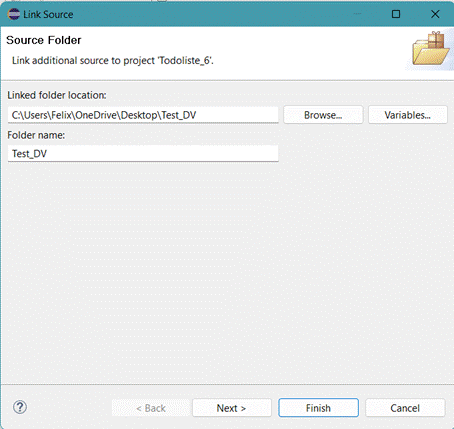 Link Source
Source Folder
Link additional source to project 'Todoliste_6'.
Linked folder location:
C:\Users\Felix\OneDrive\Desktop\Test_DV
Browse...
Variables...
Folder name:
Test_DV
?
< Back
Next >
Finish
Cancel